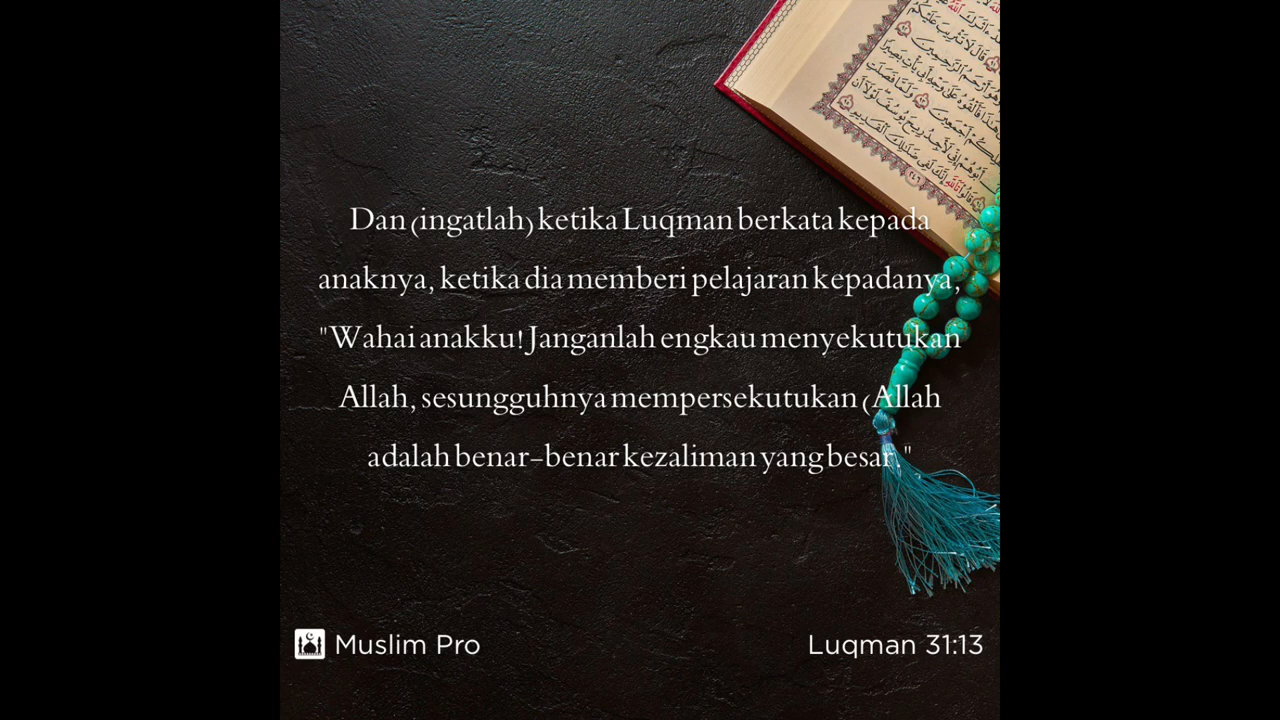 Dan (ingatlah) ketika Luqman berkata kepada
anaknya, ketika dia memberi pelajaran kepadanya,
"Wahai anakku! Janganlah engkau menyekutukan
Allah, sesungguhnya mempersekutukan (Allah
adalah benar-benar kezaliman yang besar."
Muslim Pro
Luqman 31:13